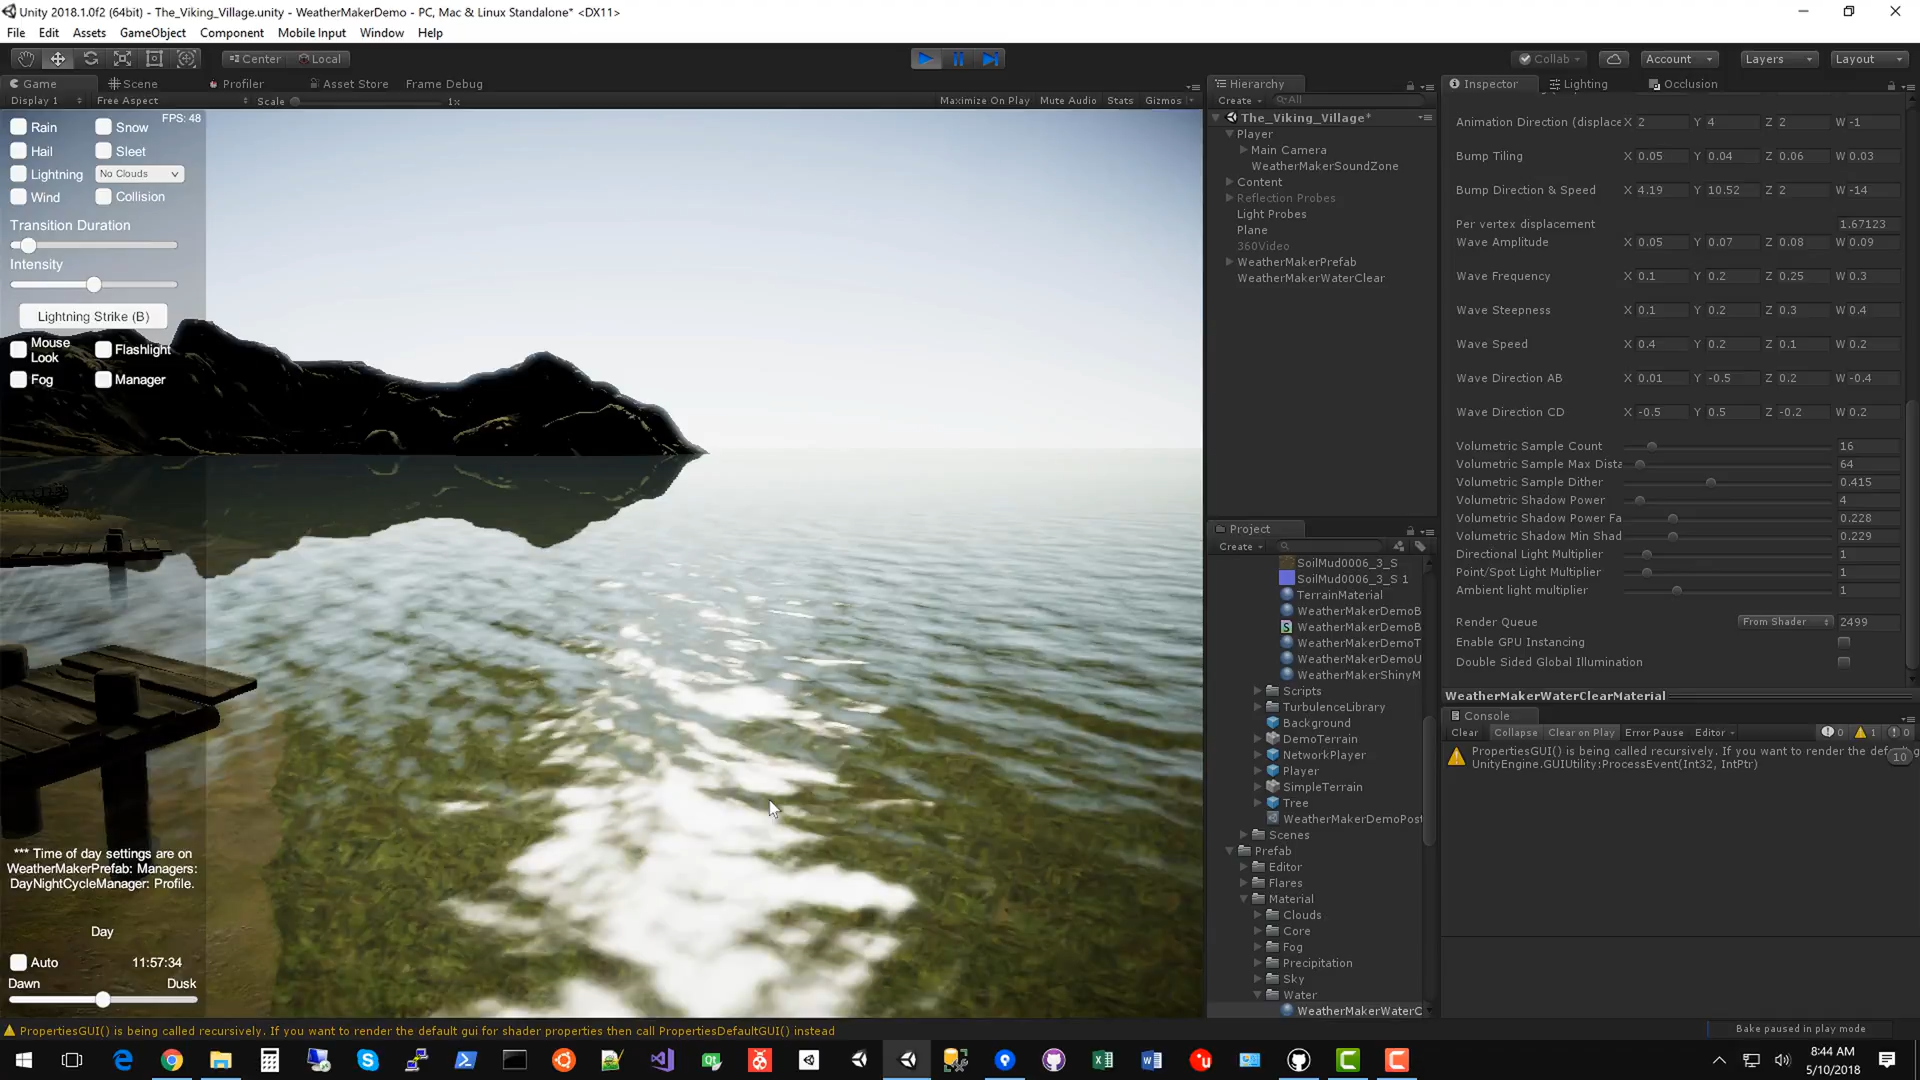 Unity 2018.1.0f2 (64bit) - The_Viking_Village.unity - WeatherMakerDemo - PC, Mac & Linux Standalone* <DX11>
File Edit Assets GameObject Component Mobile Input Window Help
Center Local
Collab Account Layers Layout
Game Scene Profiler Asset Store Frame Debug
Display 1 Free Aspect Scale 1x Maximize On Play Mute Audio Stats Gizmos
FPS: 48
Rain Snow
Hail Sleet
Lightning No Clouds
Wind Collision
Transition Duration
Intensity
Lightning Strike (B)
Mouse Look Flashlight
Fog Manager
*** Time of day settings are on
WeatherMakerPrefab: Managers:
DayNightCycleManager: Profile.
Day
Auto 11:57:34
Dawn Dusk
Hierarchy
Create All
The_Viking_Village*
Player
Main Camera
WeatherMakerSoundZone
Content
Reflection Probes
Light Probes
Plane
360Video
WeatherMakerPrefab
WeatherMakerWaterClear
Project
Create
SoilMud0006_3_S
SoilMud0006_3_S 1
TerrainMaterial
WeatherMakerDemoB
WeatherMakerDemoB
WeatherMakerDemoT
WeatherMakerDemoU
WeatherMakerShinyM
Scripts
TurbulenceLibrary
Background
DemoTerrain
NetworkPlayer
Player
SimpleTerrain
Tree
WeatherMakerDemoPost
Scenes
Prefab
Editor
Flares
Material
Clouds
Core
Fog
Precipitation
Sky
Water
WeatherMakerWaterC
Inspector Lighting Occlusion
Animation Direction (displace X 2 Y 4 Z 2 W -1
Bump Tiling X 0.05 Y 0.04 Z 0.06 W 0.03
Bump Direction & Speed X 4.19 Y 10.52 Z 2 W -14
Per vertex displacement 1.67123
Wave Amplitude X 0.05 Y 0.07 Z 0.08 W 0.09
Wave Frequency X 0.1 Y 0.2 Z 0.25 W 0.3
Wave Steepness X 0.1 Y 0.2 Z 0.3 W 0.4
Wave Speed X 0.4 Y 0.2 Z 0.1 W 0.2
Wave Direction AB X 0.01 Y -0.5 Z 0.2 W -0.4
Wave Direction CD X -0.5 Y 0.5 Z -0.2 W 0.2
Volumetric Sample Count 16
Volumetric Sample Max Dista 64
Volumetric Sample Dither 0.415
Volumetric Shadow Power 4
Volumetric Shadow Power Fa 0.228
Volumetric Shadow Min Shad 0.229
Directional Light Multiplier 1
Point/Spot Light Multiplier 1
Ambient light multiplier 1
Render Queue From Shader 2499
Enable GPU Instancing
Double Sided Global Illumination
WeatherMakerWaterClearMaterial
Console
Clear Collapse Clear on Play Error Pause Editor 0 1 0
PropertiesGUI() is being called recursively. If you want to render the default g
UnityEngine.GUIUtility:ProcessEvent(Int32, IntPtr) 10
PropertiesGUI() is being called recursively. If you want to render the default gui for shader properties then call PropertiesDefaultGUI() instead
Bake paused in play mode
8:44 AM
5/10/2018